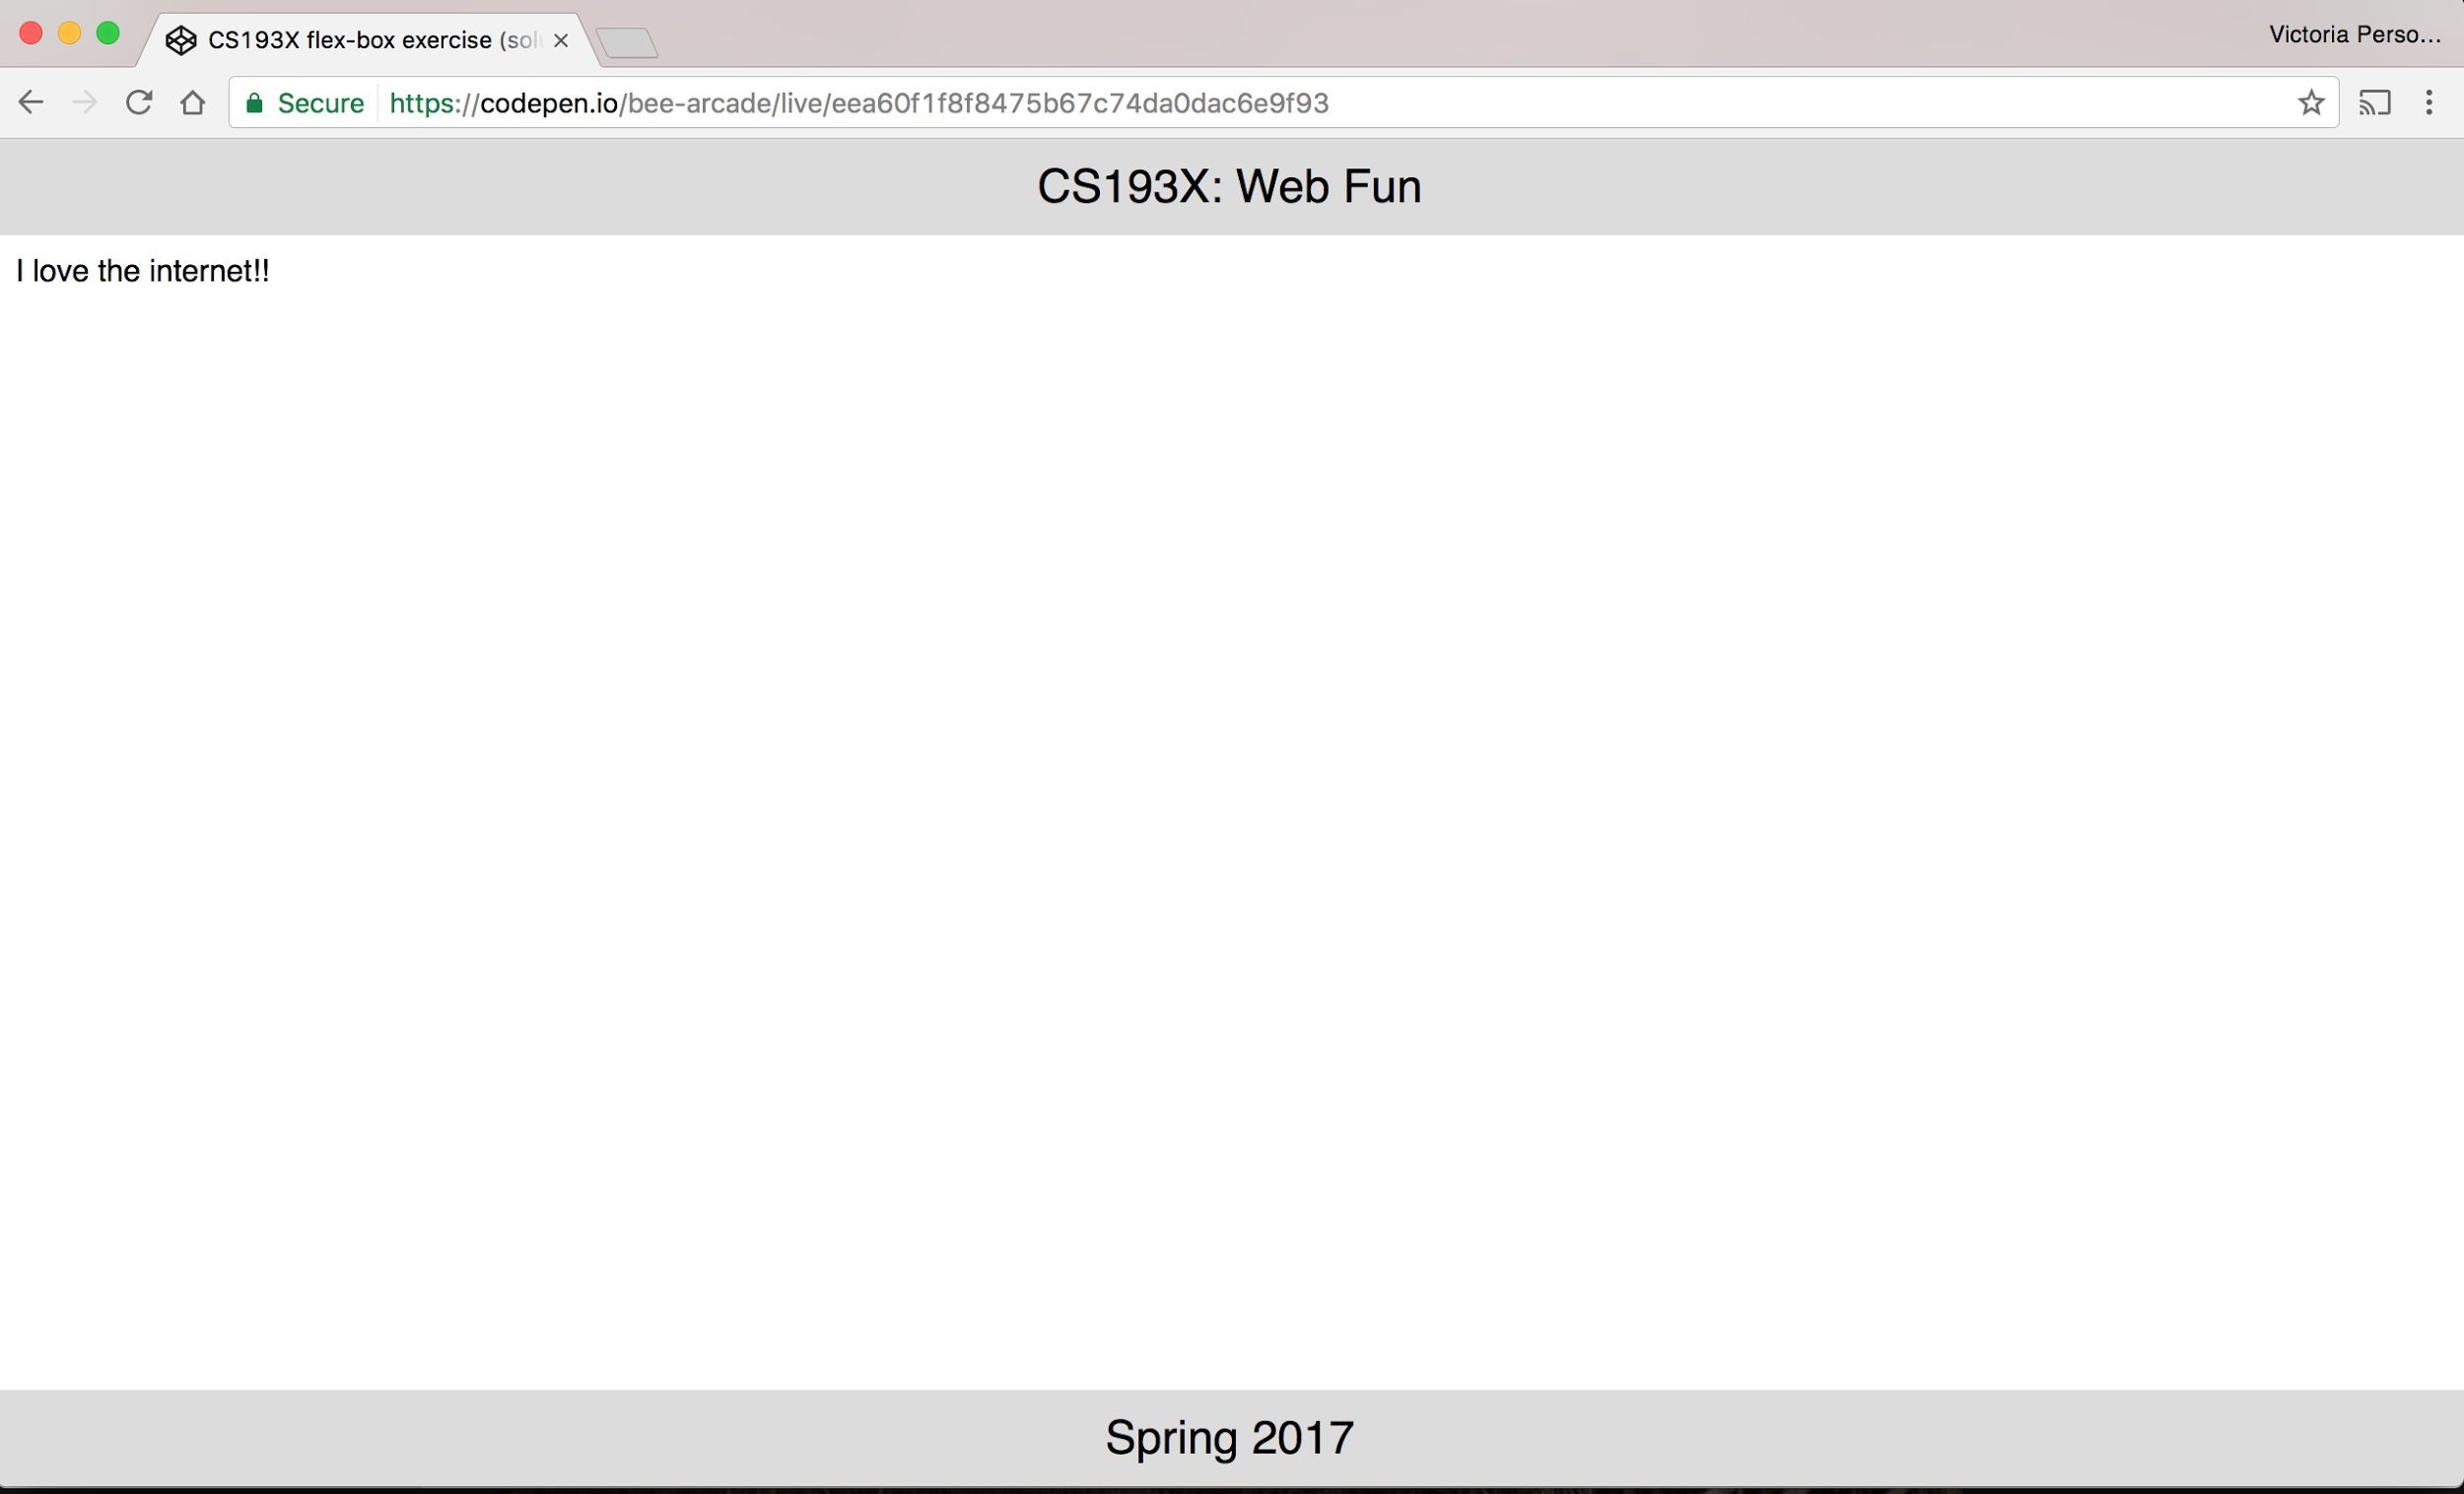 CS193X flex-box exercise (sol
Victoria Perso...
Secure https://codepen.io/bee-arcade/live/eea60f1f8f8475b67c74da0dac6e9f93
CS193X: Web Fun
I love the internet!!
Spring 2017